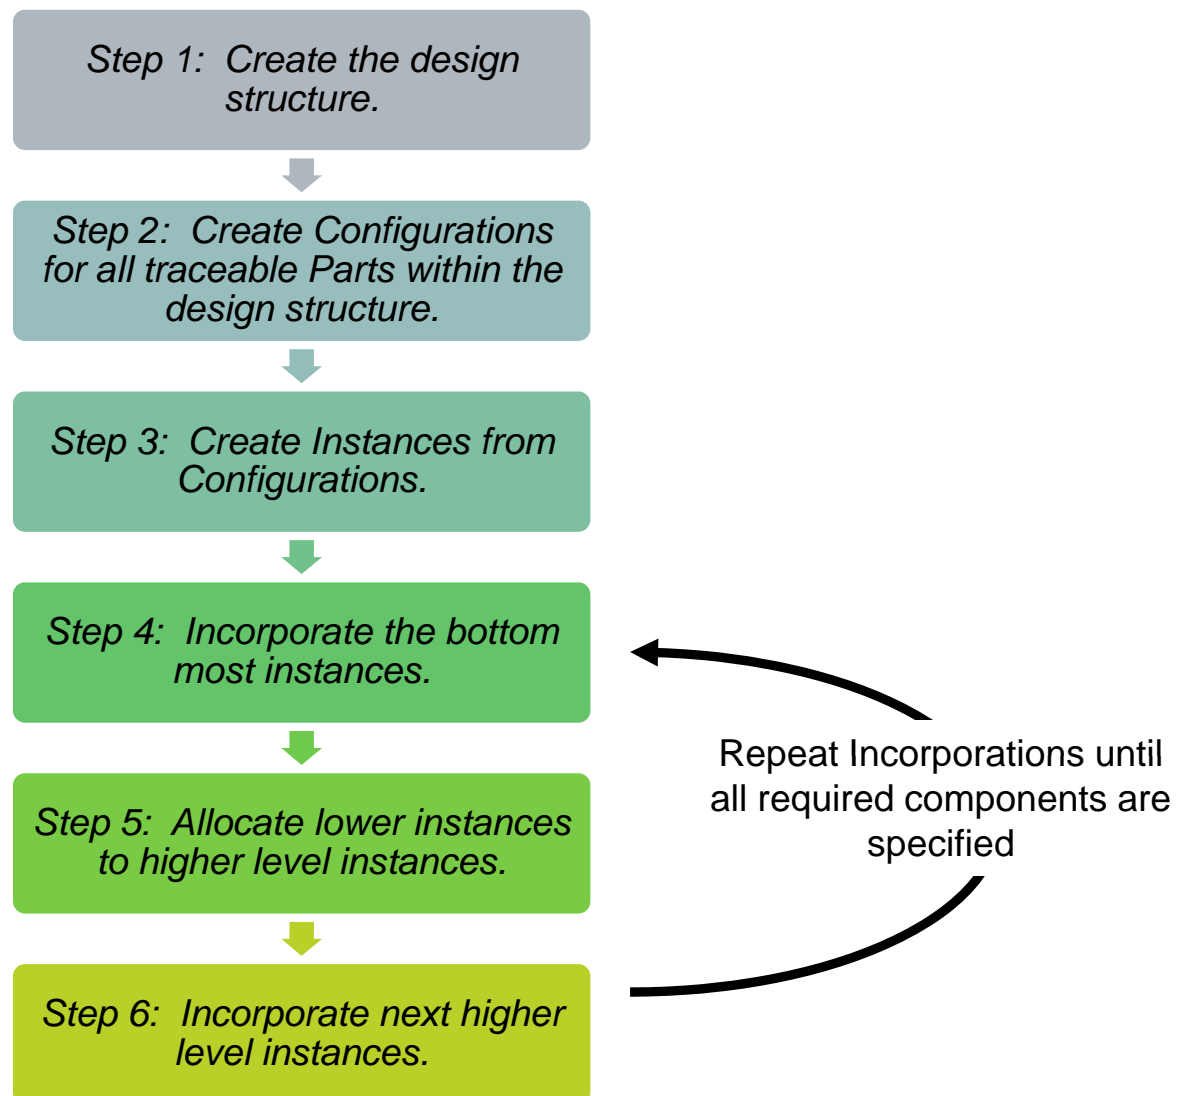 Step 1:  Create the design
structure.
Step 2:  Create Configurations
for all traceable Parts within the
design structure.
Step 3:  Create Instances from
Configurations.
Step 4:  Incorporate the bottom
most instances.
Step 5:  Allocate lower instances
to higher level instances.
Step 6:  Incorporate next higher
level instances.
Repeat Incorporations until
all required components are
specified